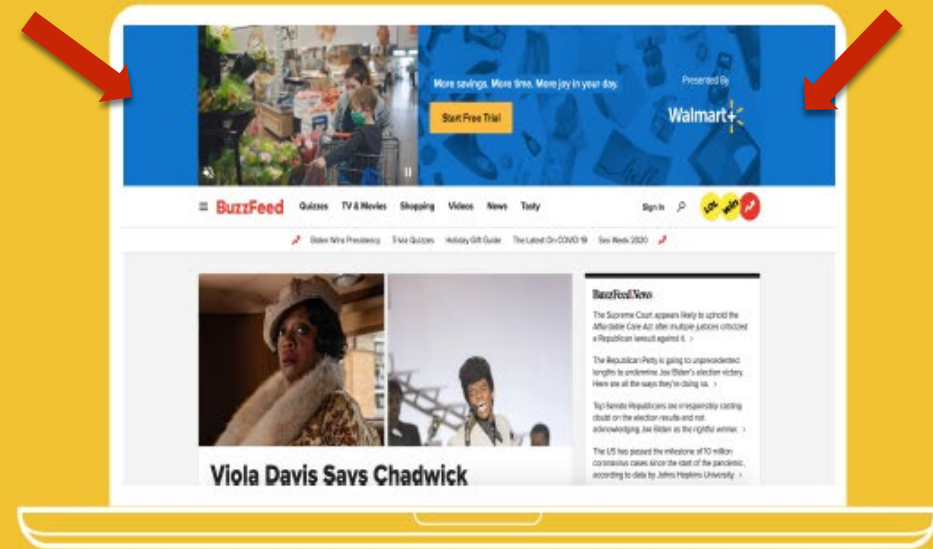 More savings. More time. More joy in your day.
Start Free Trial
Presented By
Walmart+
BuzzFeed Quizzes TV & Movies Shopping Videos News Tasty Sign In LOL win
Biden Wins Presidency Trivia Quizzes Holiday Gift Guide The Latest On COVID-19 Sex Week 2020
BuzzFeed News
The Supreme Court appears likely to uphold the
Affordable Care Act after multiple justices criticized
a Republican lawsuit against it. >
The Republican Party is going to unprecedented
lengths to undermine Joe Biden's election victory.
Here are all the ways they're doing so. >
Top Senate Republicans are irresponsibly casting
doubt on the election results and not
acknowledging Joe Biden as the rightful winner. >
The US has passed the milestone of 10 million
coronavirus cases since the start of the pandemic,
according to data by Johns Hopkins University. >
Viola Davis Says Chadwick